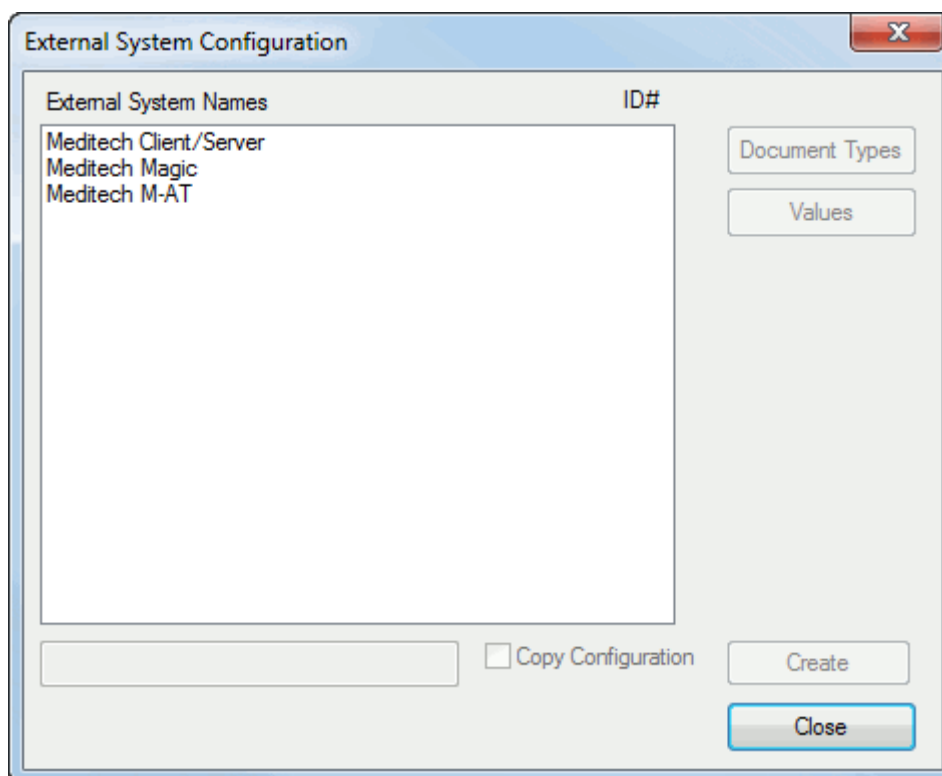 External System Configuration
External System Names ID#
Meditech Client/Server
Meditech Magic
Meditech M-AT
Document Types
Values
Copy Configuration
Create
Close